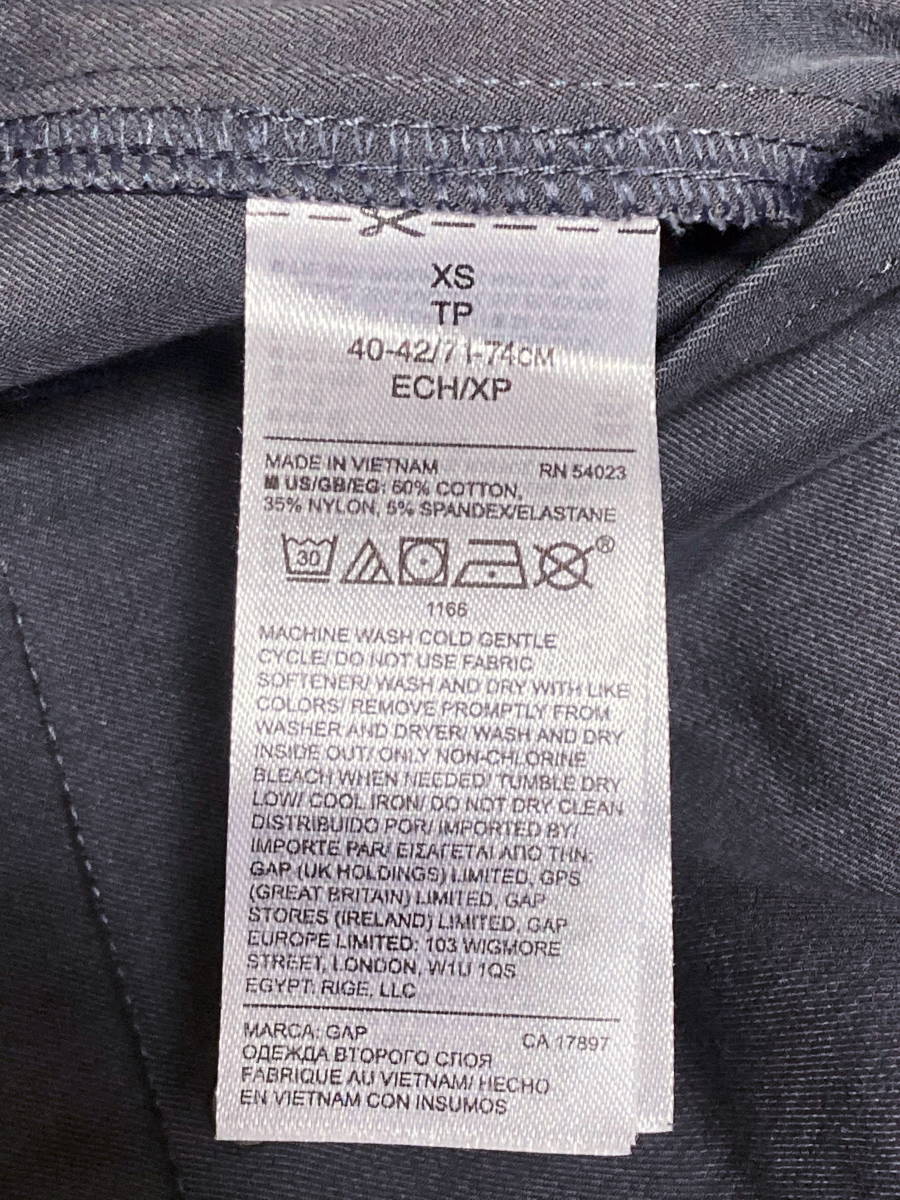 XS
TP
40-42/71-74CM
ECH/XP
MADE IN VIETNAM RN 54023
US/GB/EG: 60% COTTON,
35% NYLON, 5% SPANDEX/ELASTANE
30
®
1166
MACHINE WASH COLD GENTLE
CYCLE/ DO NOT USE FABRIC
SOFTENER/ WASH AND DRY WITH LIKE
COLORS/ REMOVE PROMPTLY FROM
WASHER AND DRYER/ WASH AND DRY
INSIDE OUT/ ONLY NON-CHLORINE
BLEACH WHEN NEEDED/ TUMBLE DRY
LOW/ COOL IRON/ DO NOT DRY CLEAN
DISTRIBUIDO POR/ IMPORTED BY/
IMPORTE PAR/ ΕΙΣΑΓΕΤΑΙ ΑΠΟ ΤΗΝ:
GAP (UK HOLDINGS) LIMITED, GPS
(GREAT BRITAIN) LIMITED, GAP
STORES (IRELAND) LIMITED, GAP
EUROPE LIMITED: 103 WIGMORE
STREET, LONDON, W1U 1QS
EGYPT: RIGE, LLC
MARCA: GAP CA 17897
ОДЕЖДА ВТОРОГО СЛОЯ
FABRIQUE AU VIETNAM/ HECHO
EN VIETNAM CON INSUMOS